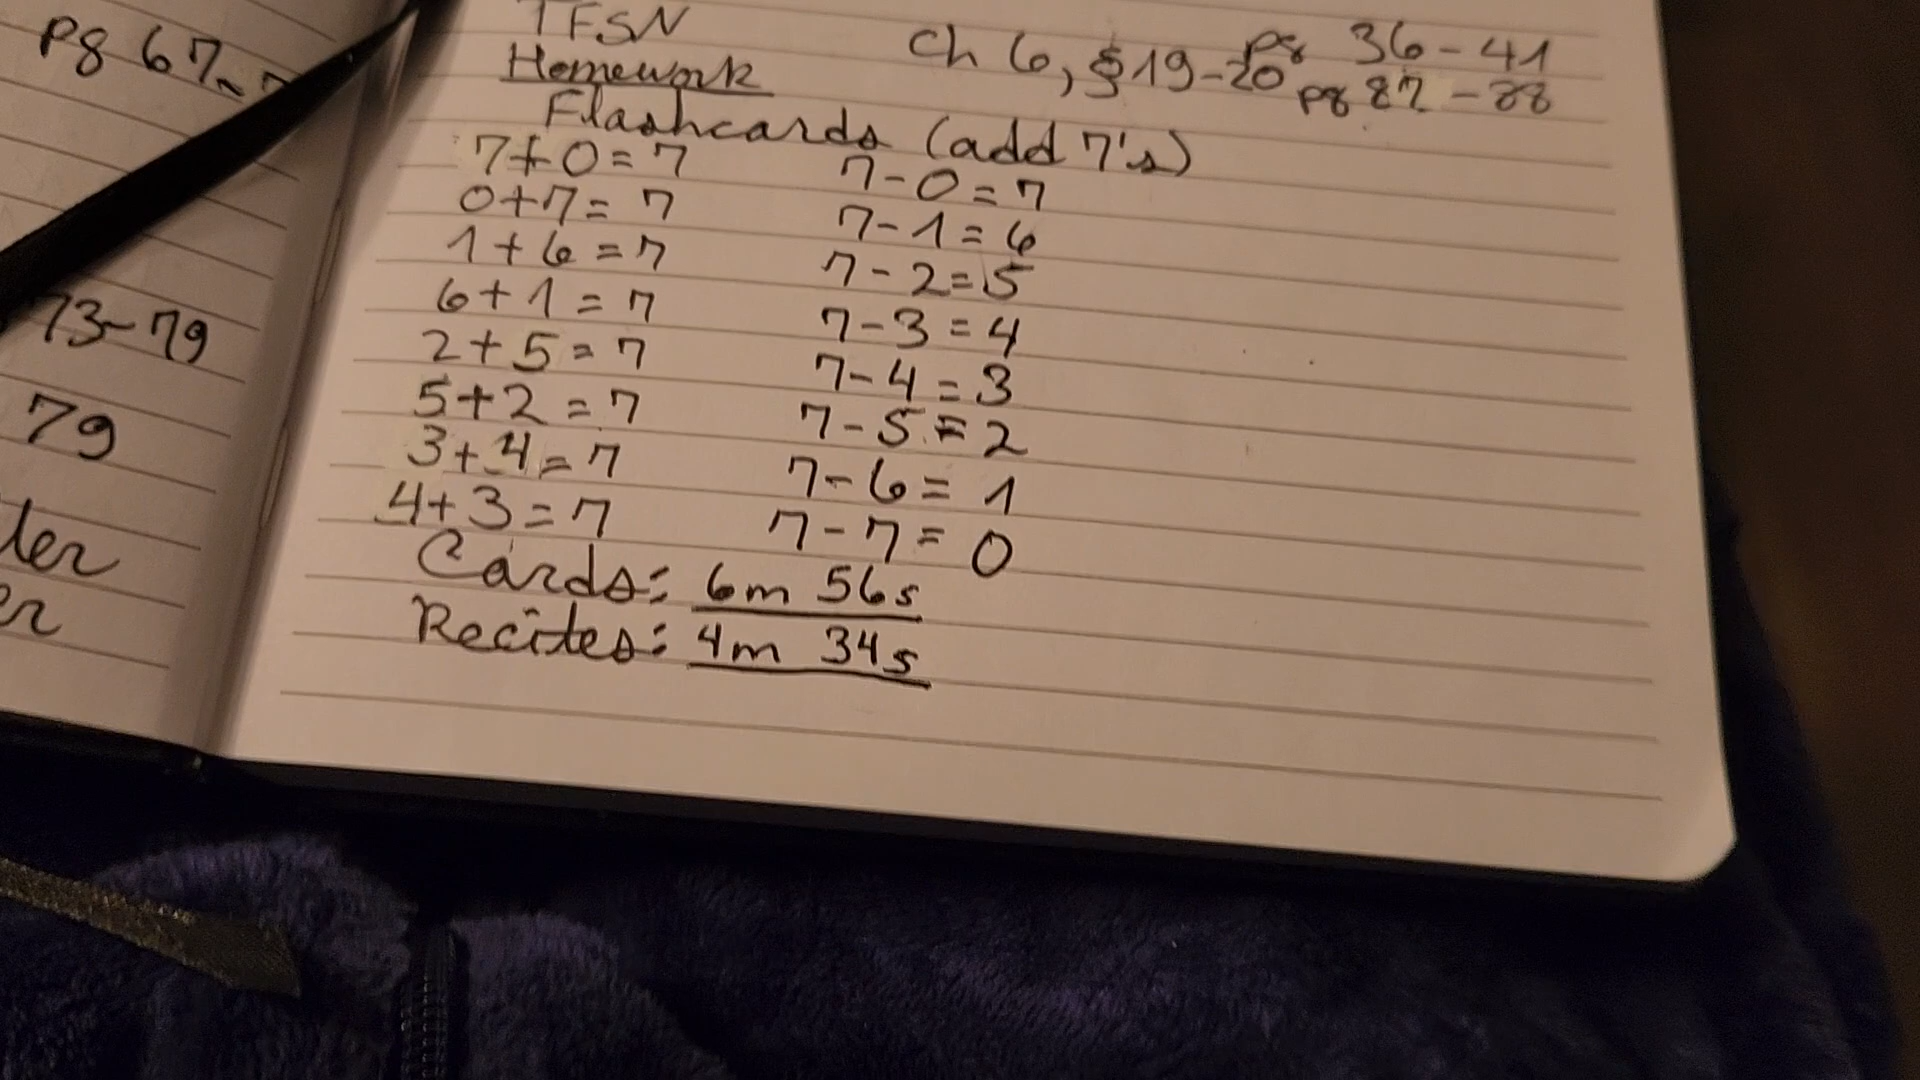 pg 67-
73-79
79
TFSN
Ch 6, §19-20 pg 36-41
pg 87-88
Homework
Flashcards (add 7's)
7+0=7 7-0=7
0+7=7 7-1=6
1+6=7 7-2=5
6+1=7 7-3=4
2+5=7 7-4=3
5+2=7 7-5=2
3+4=7 7-6=1
4+3=7 7-7=0
Cards: 6m 56s
Recites: 4m 34s